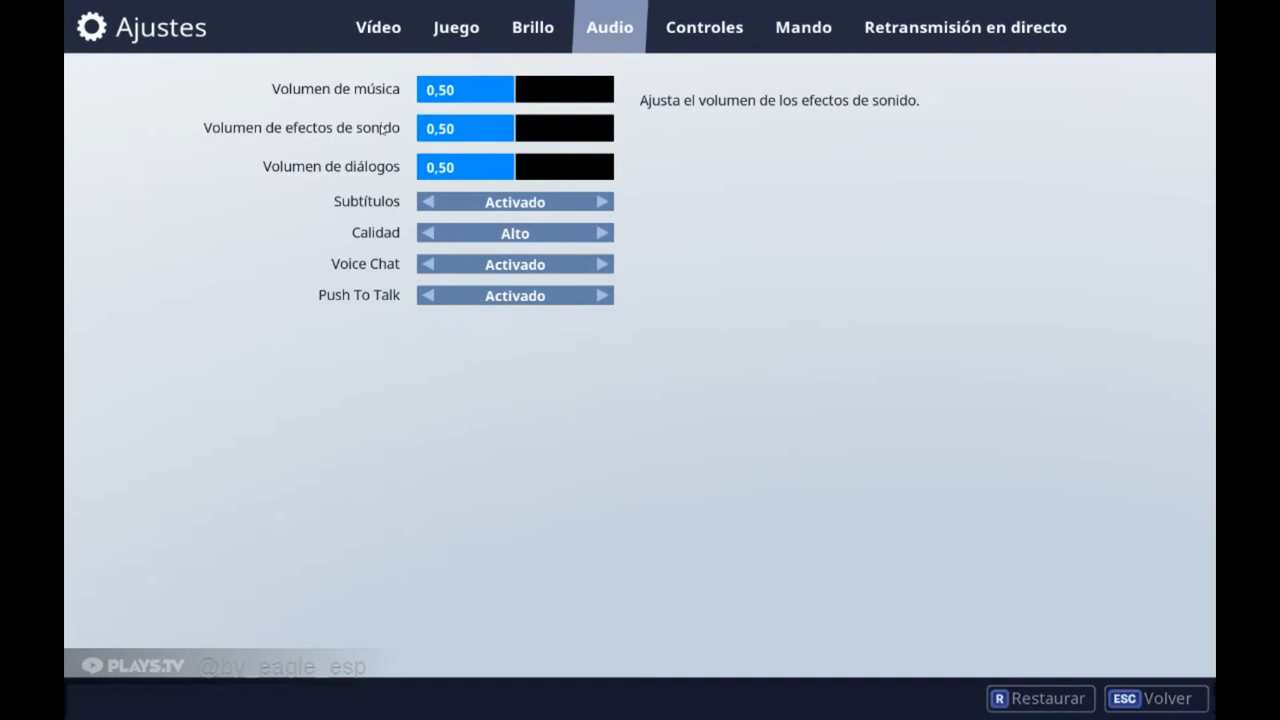 Ajustes
Vídeo Juego Brillo Audio Controles Mando Retransmisión en directo
Volumen de música 0,50
Ajusta el volumen de los efectos de sonido.
Volumen de efectos de sonido 0,50
Volumen de diálogos 0,50
Subtítulos Activado
Calidad Alto
Voice Chat Activado
Push To Talk Activado
PLAYS.TV @by_eagle_esp
R Restaurar ESC Volver